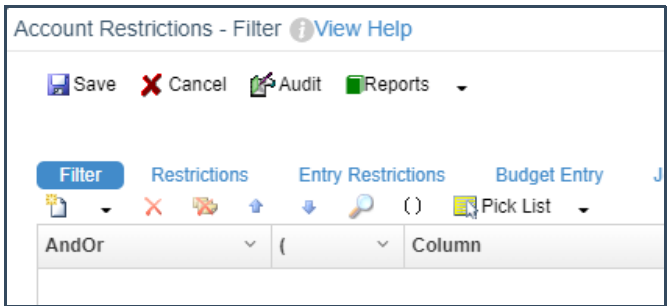 Account Restrictions - Filter View Help
Save Cancel Audit Reports
Filter Restrictions Entry Restrictions Budget Entry J
() Pick List
AndOr ( Column